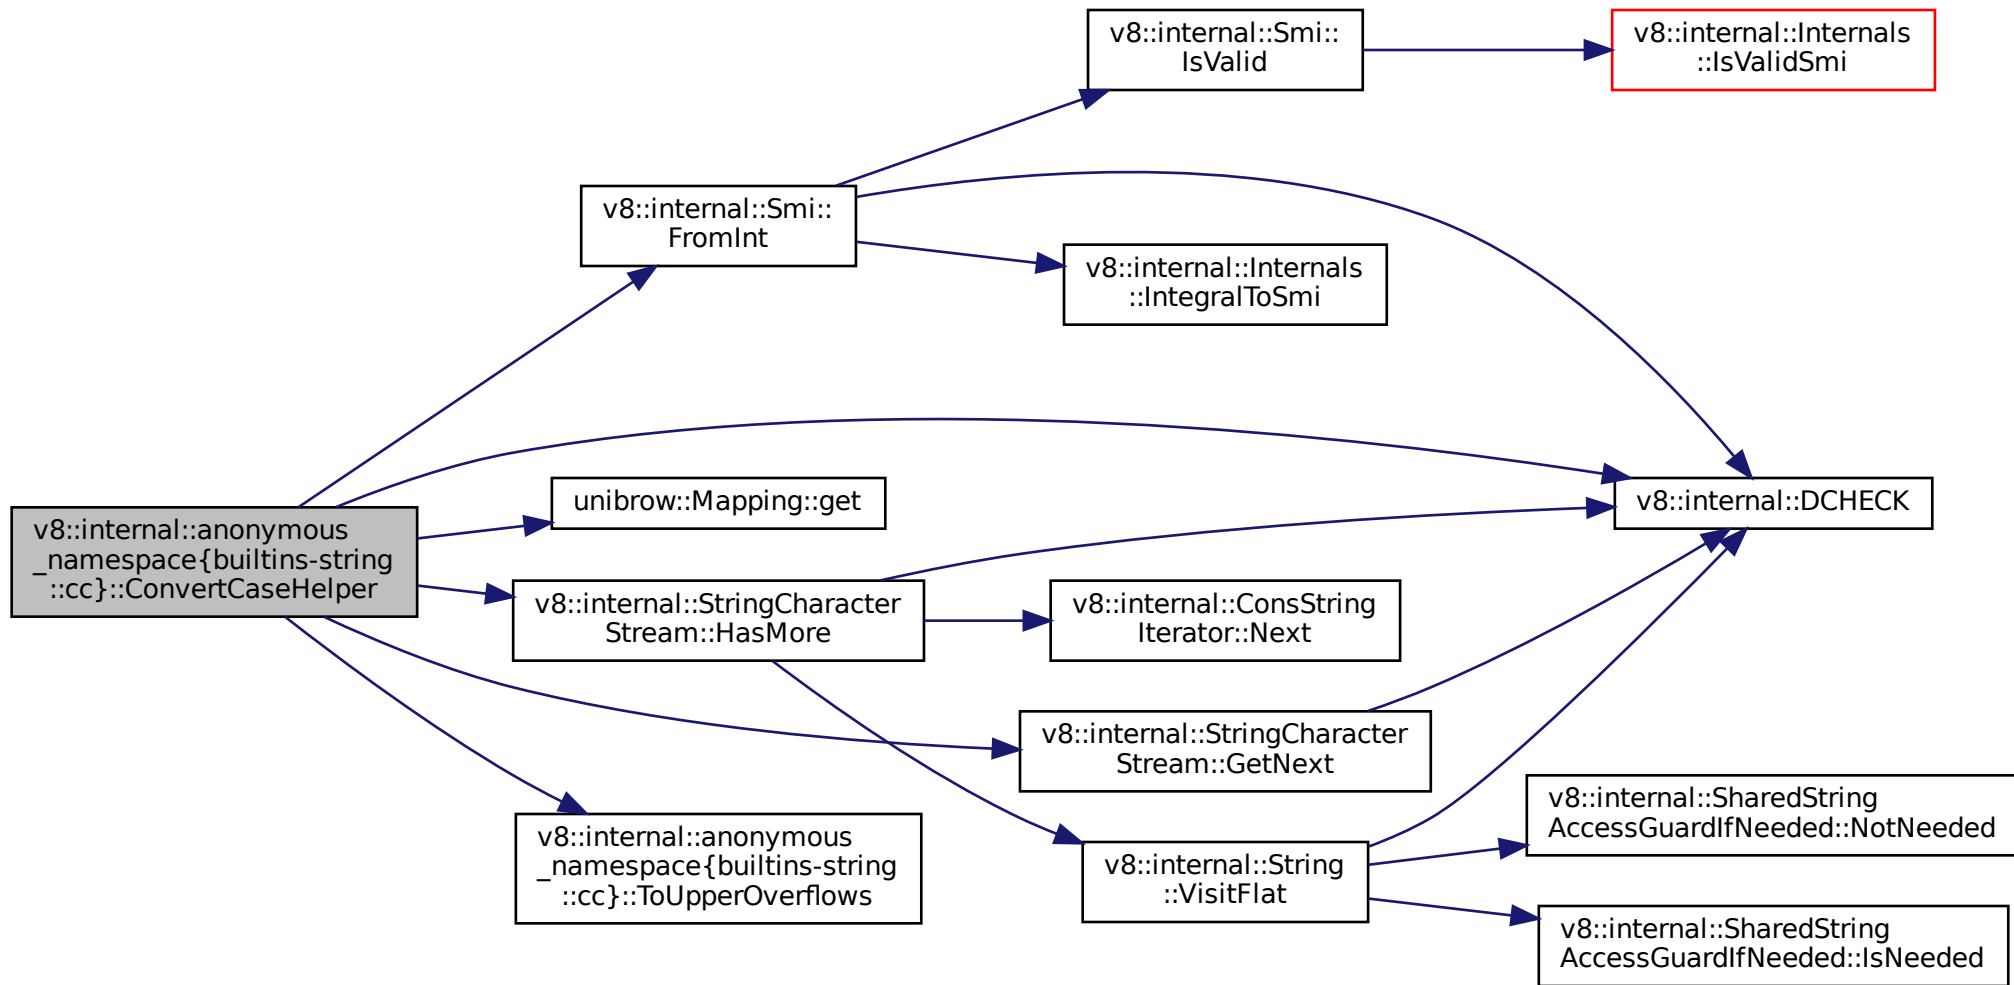 v8::internal::Smi::
IsValid
v8::internal::Internals
::IsValidSmi
v8::internal::Smi::
FromInt
v8::internal::Internals
::IntegralToSmi
unibrow::Mapping::get
v8::internal::DCHECK
v8::internal::anonymous
_namespace{builtins-string
::cc}::ConvertCaseHelper
v8::internal::StringCharacter
Stream::HasMore
v8::internal::ConsString
Iterator::Next
v8::internal::StringCharacter
Stream::GetNext
v8::internal::SharedString
AccessGuardIfNeeded::NotNeeded
v8::internal::anonymous
_namespace{builtins-string
::cc}::ToUpperOverflows
v8::internal::String
::VisitFlat
v8::internal::SharedString
AccessGuardIfNeeded::IsNeeded